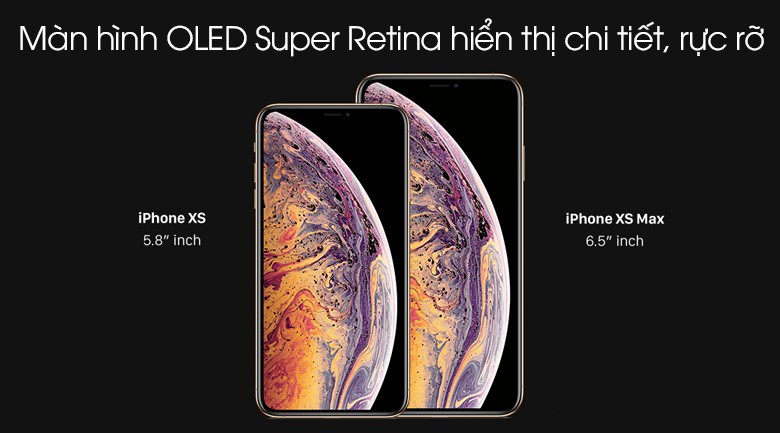 Màn hình OLED Super Retina hiển thị chi tiết, rực rỡ
iPhone XS
5.8" inch
iPhone XS Max
6.5" inch